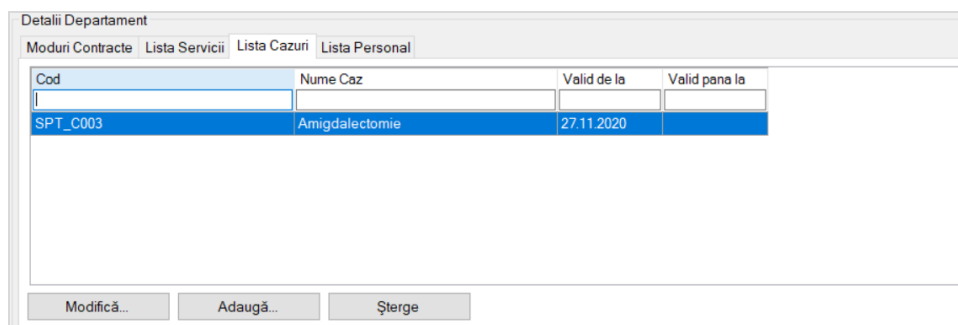 Detalii Departament
Moduri Contracte Lista Servicii Lista Cazuri Lista Personal
Cod Nume Caz Valid de la Valid pana la
SPT_C003 Amigdalectomie 27.11.2020
Modifică... Adaugă... Şterge